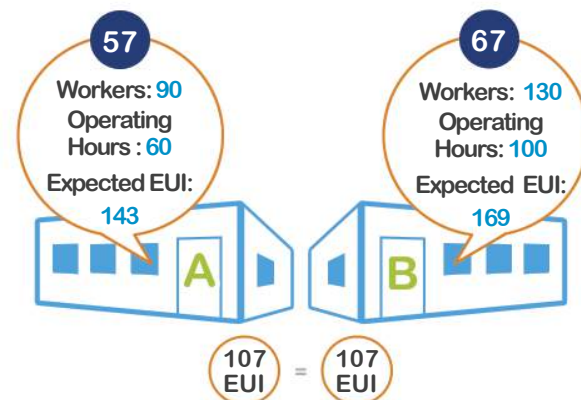 57
Workers: 90
Operating
Hours : 60
Expected EUI:
143
A
67
Workers: 130
Operating
Hours: 100
Expected EUI:
169
B
107
EUI
=
107
EUI